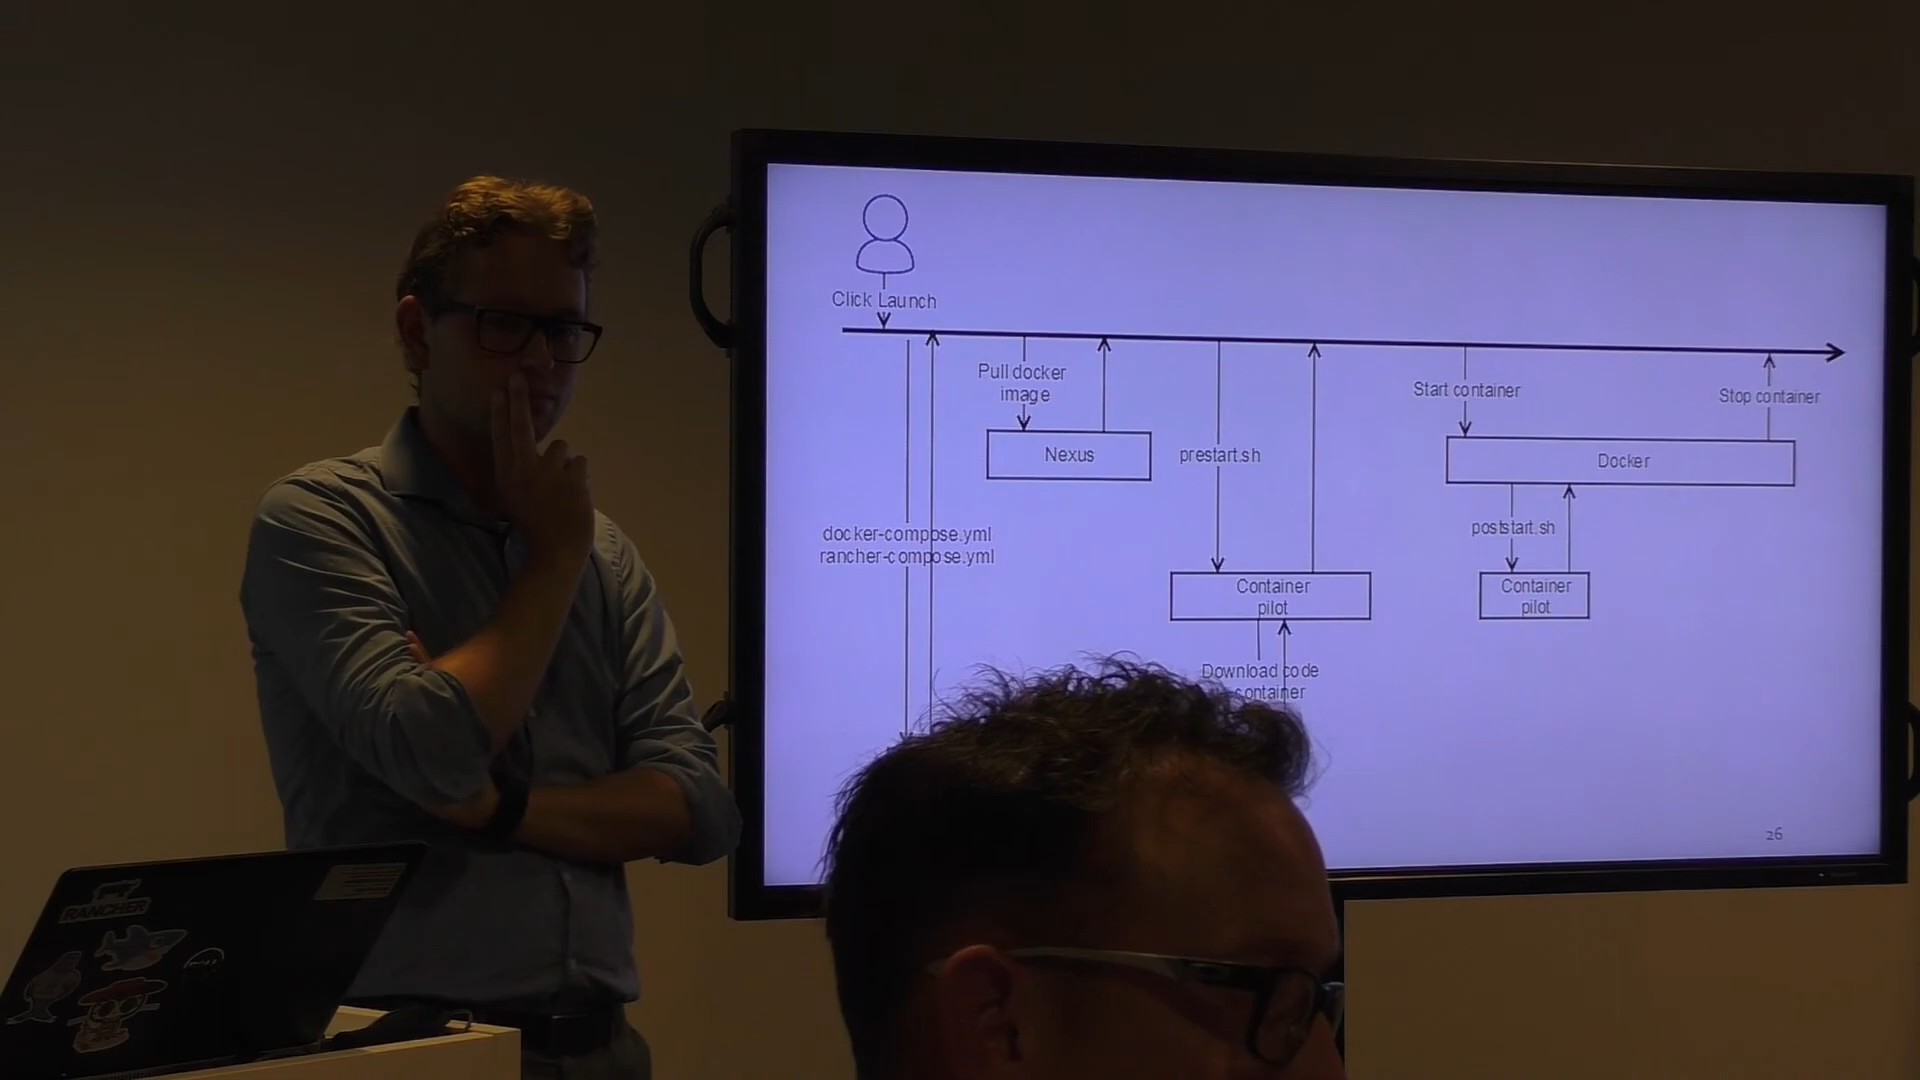 Click Launch
Pull docker
image
Start container
Stop container
Nexus
prestart.sh
Docker
docker-compose.yml
rancher-compose.yml
poststart.sh
Container
pilot
Container
pilot
Download code
container
26
RANCHER